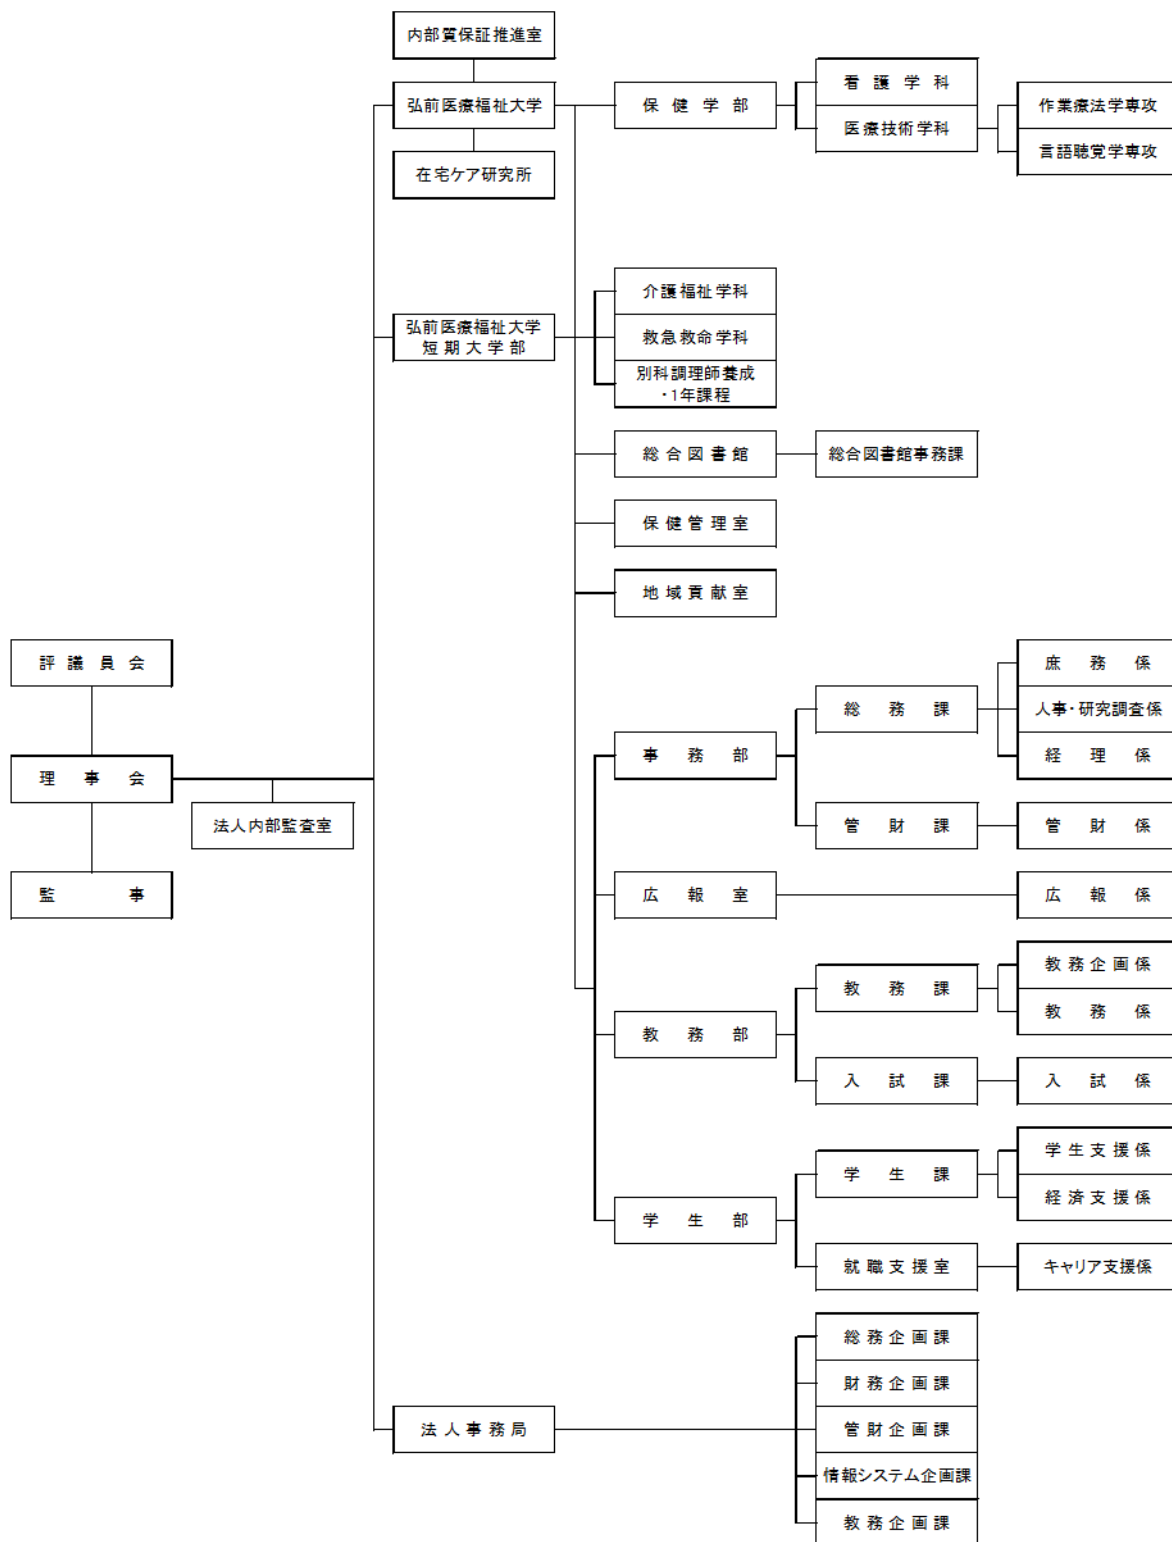 内部質保証推進室
弘前医療福祉大学
在宅ケア研究所
保健学部
看護学科
医療技術学科
作業療法学専攻
言語聴覚学専攻
弘前医療福祉大学
短期大学部
介護福祉学科
救急救命学科
別科調理師養成
・1年課程
総合図書館
総合図書館事務課
保健管理室
地域貢献室
評議員会
理事会
監事
法人内部監査室
事務部
総務課
庶務係
人事・研究調査係
経理係
管財課
管財係
広報室
広報係
教務部
教務課
教務企画係
教務係
入試課
入試係
学生部
学生課
学生支援係
経済支援係
就職支援室
キャリア支援係
法人事務局
総務企画課
財務企画課
管財企画課
情報システム企画課
教務企画課